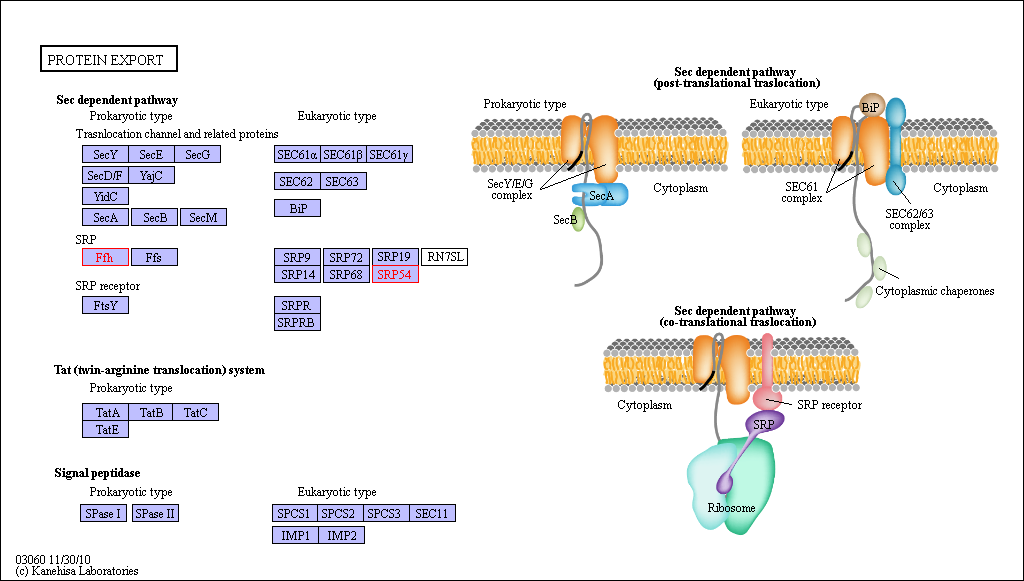 PROTEIN EXPORT
Sec dependent pathway
Prokaryotic type
Eukaryotic type
Trasnlocation channel and related proteins
SecY SecE SecG
SEC61α SEC61β SEC61γ
SecD/F YajC
SEC62 SEC63
YidC
BiP
SecA SecB SecM
SRP
Ffh Ffs
SRP9 SRP72 SRP19 RN7SL
SRP14 SRP68 SRP54
SRP receptor
FtsY
SRPR
SRPRB
Tat (twin-arginine translocation) system
Prokaryotic type
TatA TatB TatC
TatE
Signal peptidase
Prokaryotic type
Eukaryotic type
SPase I SPase II
SPCS1 SPCS2 SPCS3 SEC11
IMP1 IMP2
03060 11/30/10
(c) Kanehisa Laboratories
Sec dependent pathway
(post-translational traslocation)
Prokaryotic type
SecY/E/G
complex
SecA
SecB
Cytoplasm
Eukaryotic type
BiP
SEC61
complex
Cytoplasm
SEC62/63
complex
Cytoplasmic chaperones
Sec dependent pathway
(co-translational traslocation)
Cytoplasm
SRP receptor
SRP
Ribosome